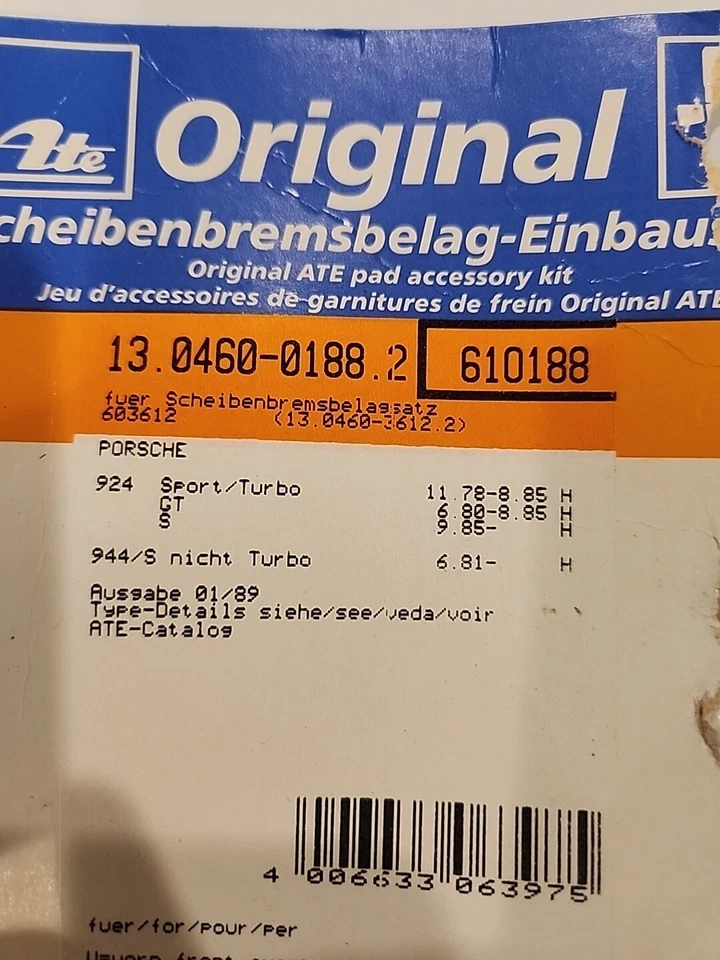 Ate Original
cheibenbremsbelag-Einbaus
Original ATE pad accessory kit
Jeu d'accessoires de garnitures de frein Original ATE
13.0460-0188.2 610188
fuer Scheibenbremsbelagsatz
603612 (13.0460-3612.2)
PORSCHE
924 Sport/Turbo 11.78-8.85 H
GT 6.80-8.85 H
S 9.85- H
944/S nicht Turbo 6.81- H
Ausgabe 01/89
Type-Details siehe/see/veda/voir
ATE-Catalog
4 006633 063975
fuer/for/pour/per